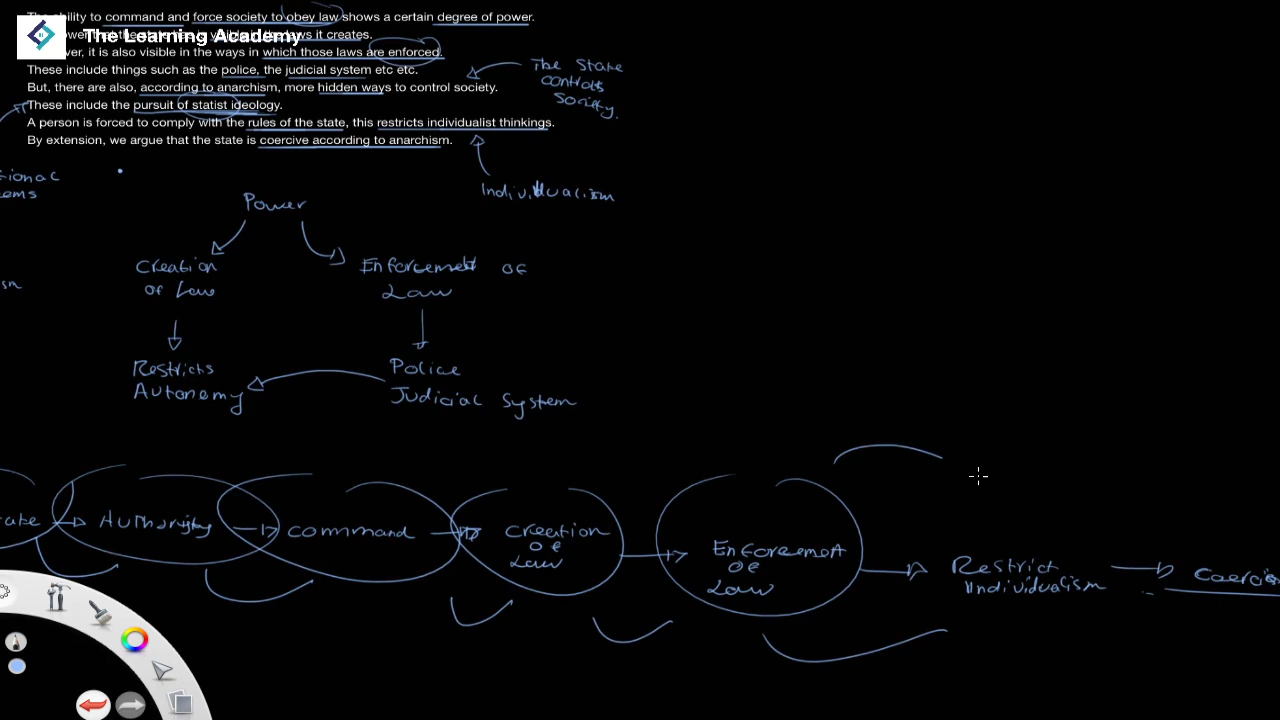 The ability to command and force society to obey law shows a certain degree of power.
The Learning Academy
laws it creates.
it is also visible in the ways in which those laws are enforced.
These include things such as the police, the judicial system etc etc.
But, there are also, according to anarchism, more hidden ways to control society.
These include the pursuit of statist ideology.
A person is forced to comply with the rules of the state, this restricts individualist thinkings.
By extension, we argue that the state is coercive according to anarchism.
The State
controls
Society.
Individualism
Power
Creation
of Law
Enforcement of
Law
Restricts
Autonomy
Police
Judicial System
Authority
command
Creation
of
Law
Enforcement
of
Law
Restrict
Individualism